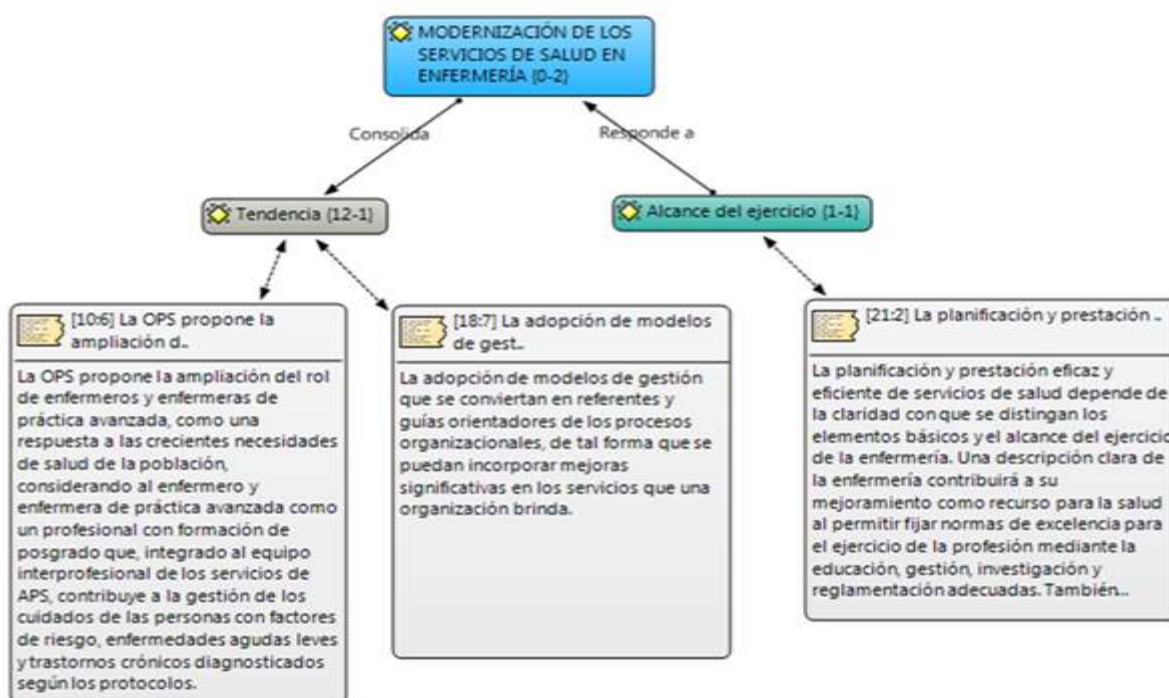 MODERNIZACIÓN DE LOS
SERVICIOS DE SALUD EN
ENFERMERÍA {0-2}
Consolida
Responde a
Tendencia {12-1}
Alcance del ejercicio {1-1}
[10:6] La OPS propone la
ampliación d..
La OPS propone la ampliación del rol
de enfermeros y enfermeras de
práctica avanzada, como una
respuesta a las crecientes necesidades
de salud de la población,
considerando al enfermero y
enfermera de práctica avanzada como
un profesional con formación de
posgrado que, integrado al equipo
interprofesional de los servicios de
APS, contribuye a la gestión de los
cuidados de las personas con factores
de riesgo, enfermedades agudas leves
y trastornos crónicos diagnosticados
según los protocolos.
[18:7] La adopción de modelos
de gest..
La adopción de modelos de gestión
que se conviertan en referentes y
guías orientadores de los procesos
organizacionales, de tal forma que se
puedan incorporar mejoras
significativas en los servicios que una
organización brinda.
[21:2] La planificación y prestación ..
La planificación y prestación eficaz y
eficiente de servicios de salud depende de
la claridad con que se distingan los
elementos básicos y el alcance del ejercicio
de la enfermería. Una descripción clara de
la enfermería contribuirá a su
mejoramiento como recurso para la salud
al permitir fijar normas de excelencia para
el ejercicio de la profesión mediante la
educación, gestión, investigación y
reglamentación adecuadas. También...